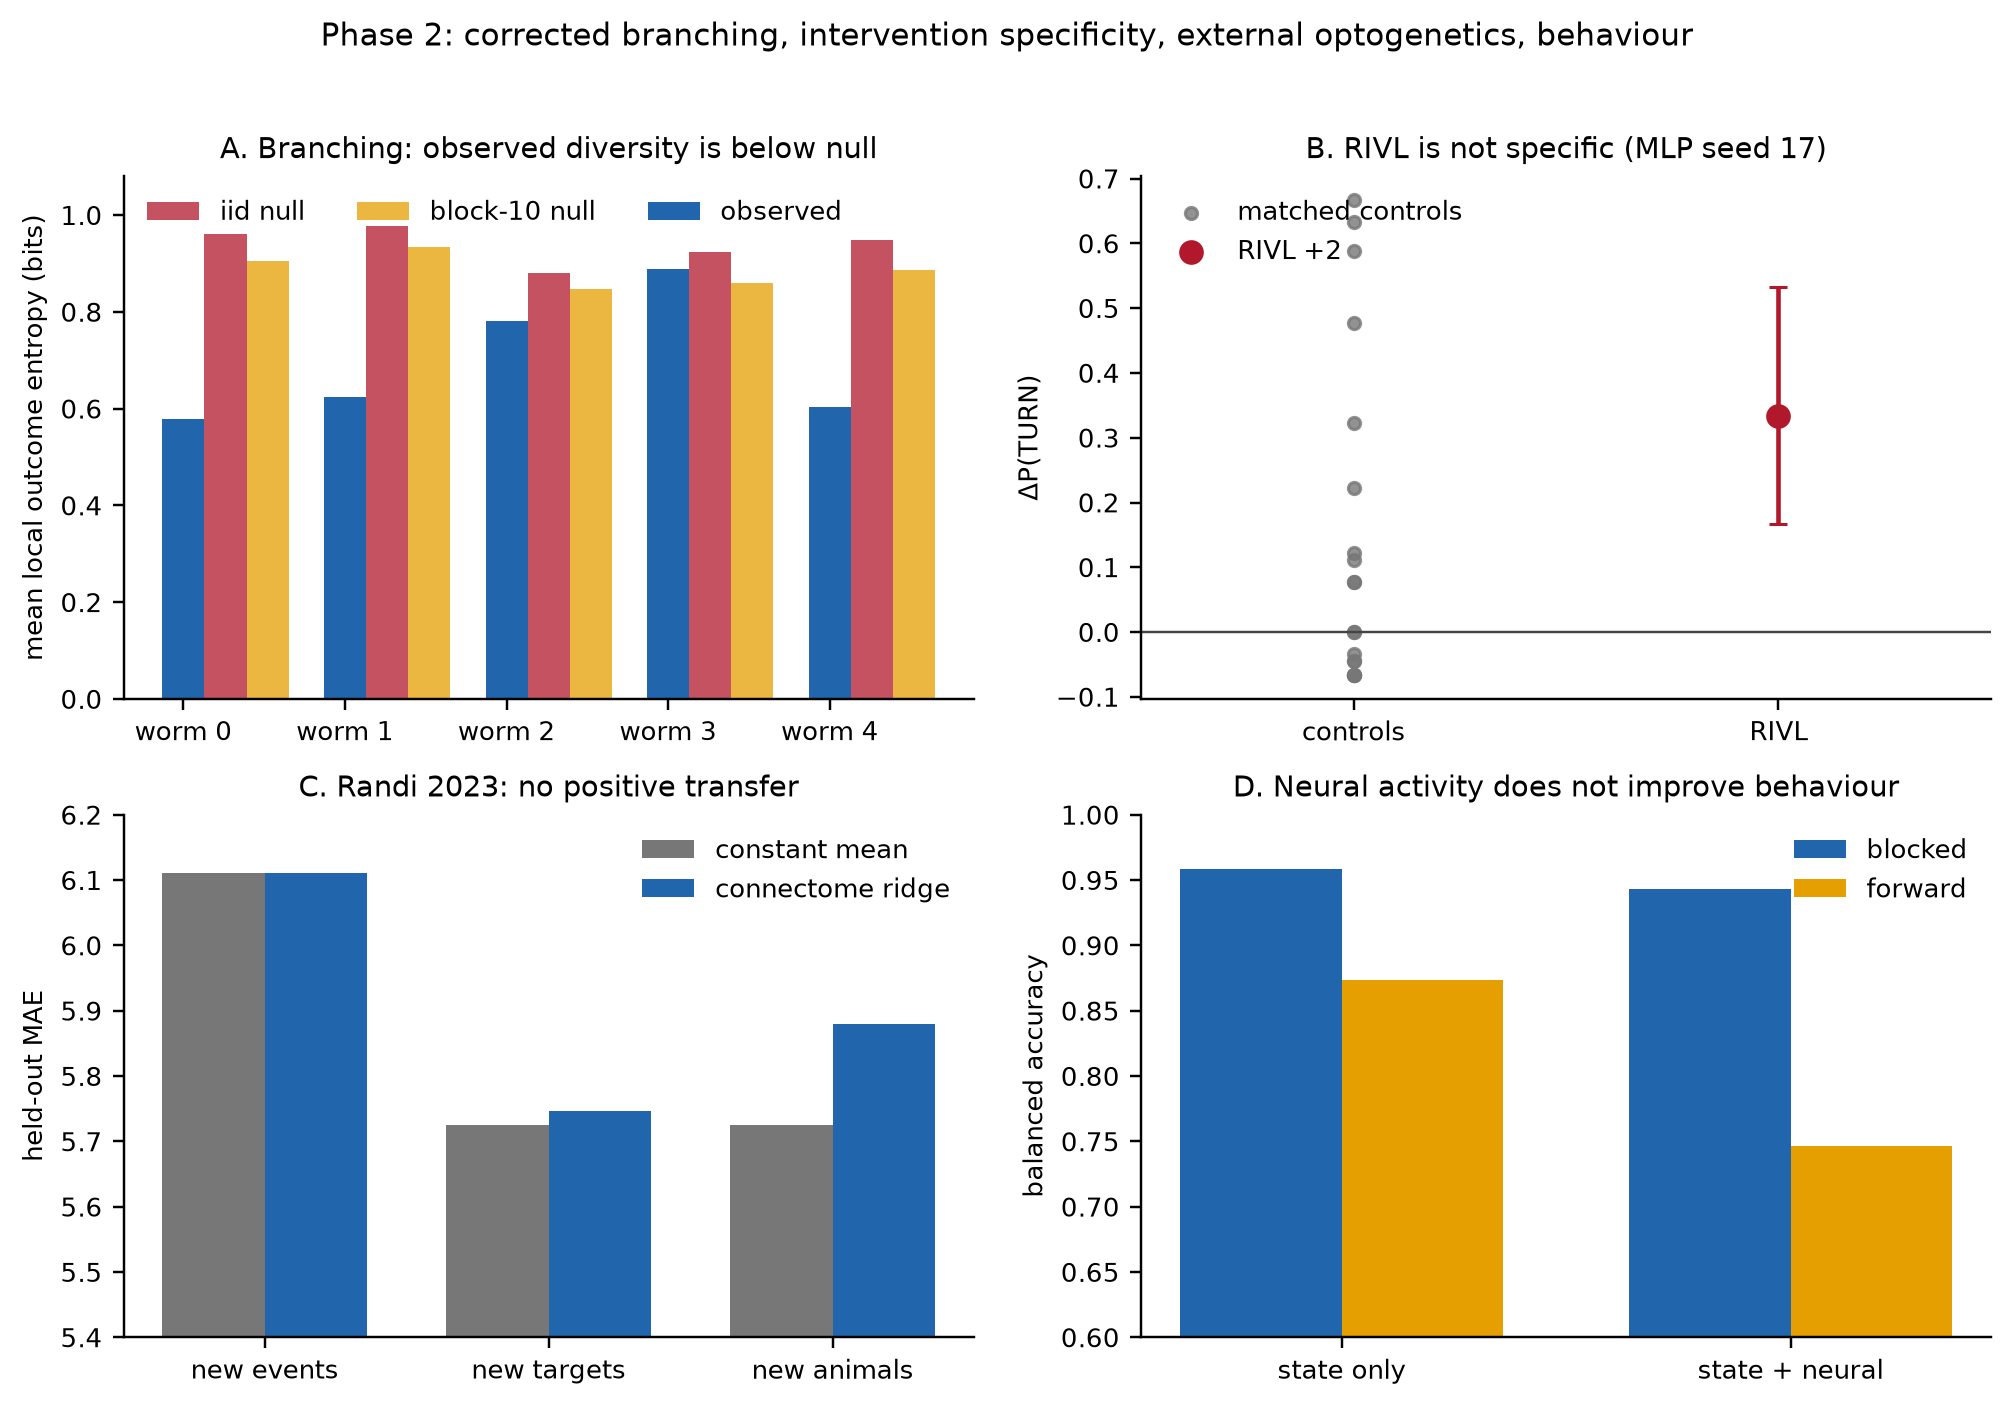 Phase 2: corrected branching, intervention specificity, external optogenetics, behaviour
A. Branching: observed diversity is below null
mean local outcome entropy (bits)
1.0
0.8
0.6
0.4
0.2
0.0
iid null
block-10 null
observed
worm 0
worm 1
worm 2
worm 3
worm 4
B. RIVL is not specific (MLP seed 17)
ΔP(TURN)
0.7
0.6
0.5
0.4
0.3
0.2
0.1
0.0
−0.1
matched controls
RIVL +2
controls
RIVL
C. Randi 2023: no positive transfer
held-out MAE
6.2
6.1
6.0
5.9
5.8
5.7
5.6
5.5
5.4
constant mean
connectome ridge
new events
new targets
new animals
D. Neural activity does not improve behaviour
balanced accuracy
1.00
0.95
0.90
0.85
0.80
0.75
0.70
0.65
0.60
blocked
forward
state only
state + neural